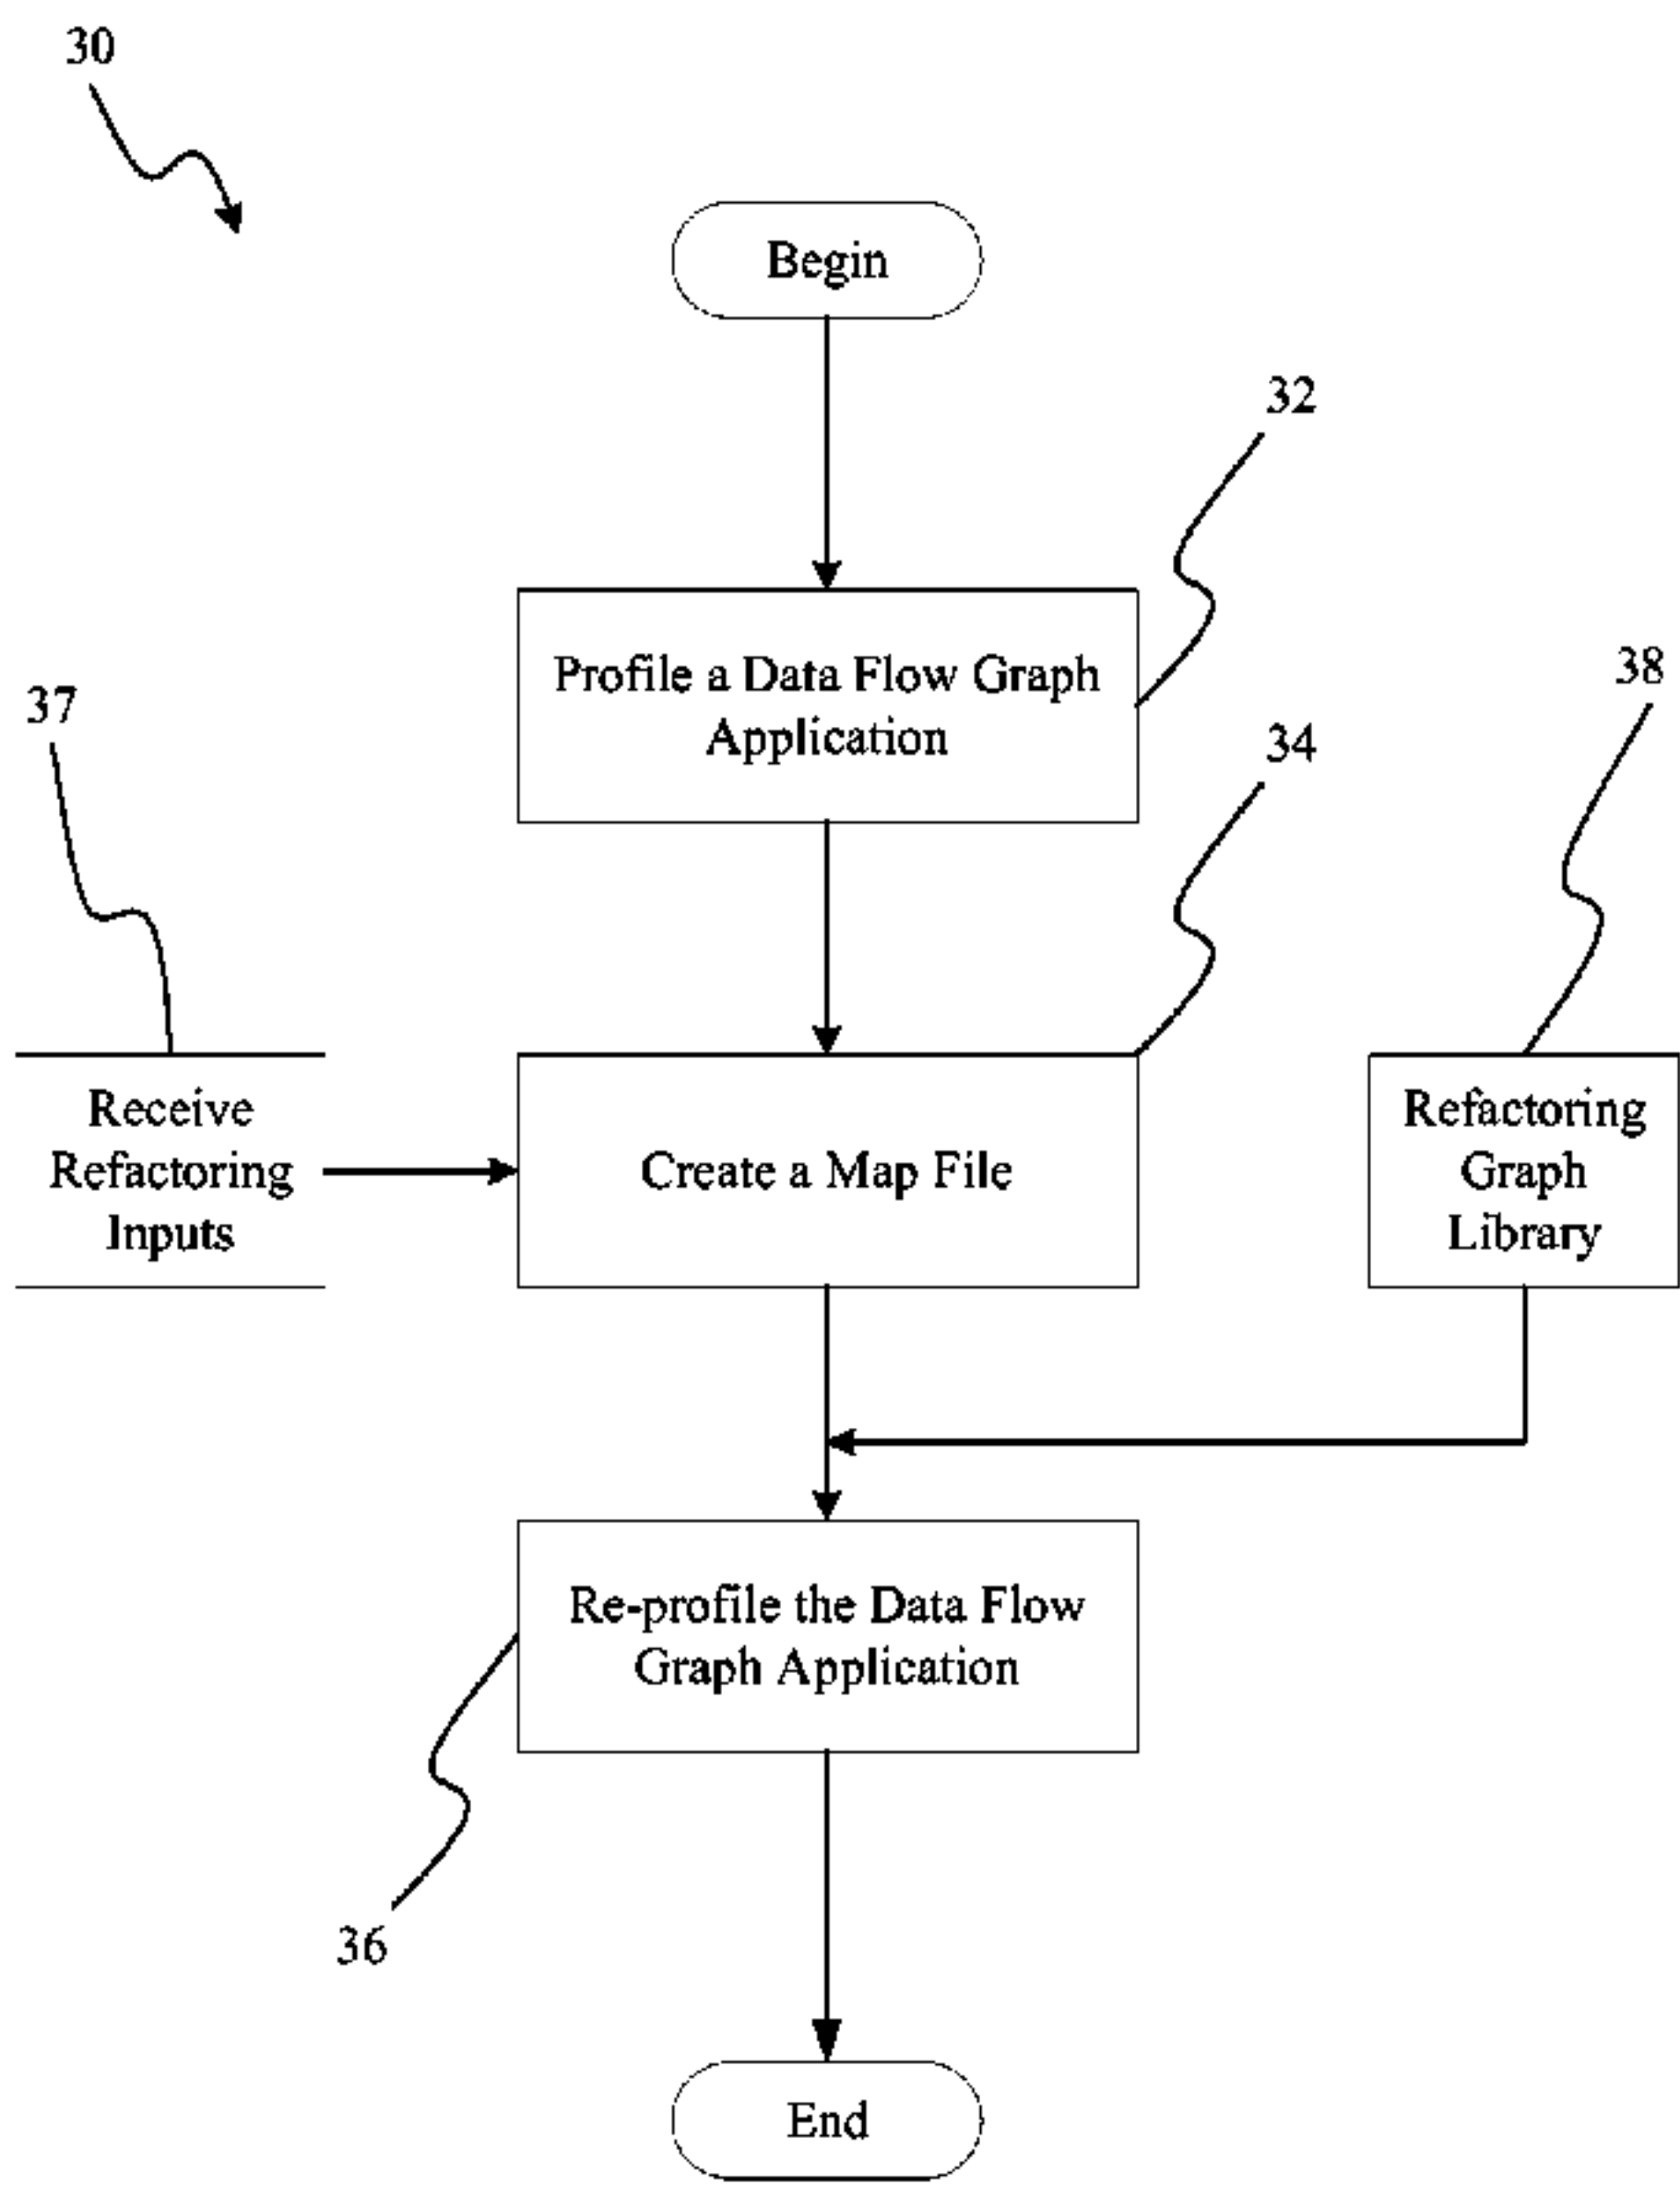 30
Begin
32
Profile a Data Flow Graph
Application
38
37
34
Receive
Refactoring
Inputs
Create a Map File
Refactoring
Graph
Library
Re-profile the Data Flow
Graph Application
36
End